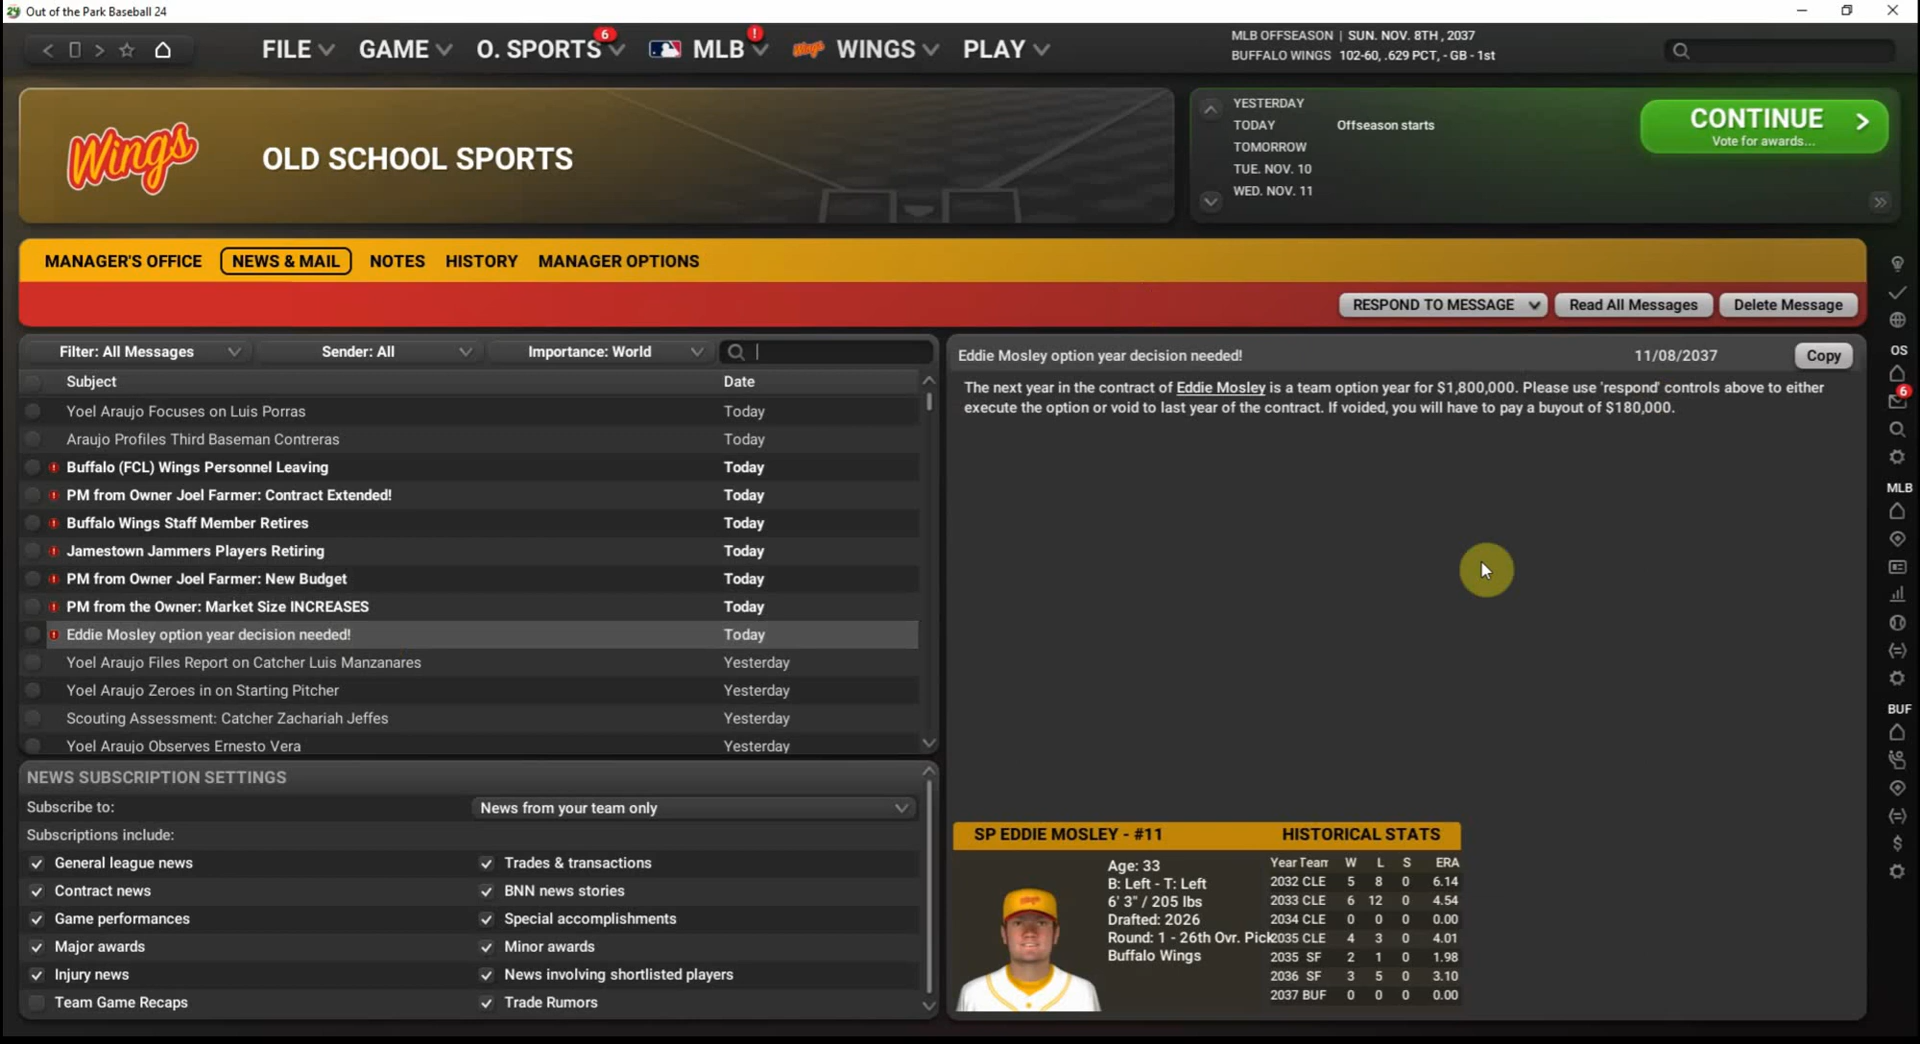 Out of the Park Baseball 24
FILE GAME O. SPORTS 6 MLB ! Wings WINGS PLAY
MLB OFFSEASON | SUN. NOV. 8TH , 2037
BUFFALO WINGS 102-60, .629 PCT, - GB - 1st
Wings
OLD SCHOOL SPORTS
YESTERDAY
TODAY Offseason starts
TOMORROW
TUE. NOV. 10
WED. NOV. 11
CONTINUE
Vote for awards...
MANAGER'S OFFICE NEWS & MAIL NOTES HISTORY MANAGER OPTIONS
RESPOND TO MESSAGE Read All Messages Delete Message
Filter: All Messages Sender: All Importance: World
Subject Date
Yoel Araujo Focuses on Luis Porras Today
Araujo Profiles Third Baseman Contreras Today
Buffalo (FCL) Wings Personnel Leaving Today
PM from Owner Joel Farmer: Contract Extended! Today
Buffalo Wings Staff Member Retires Today
Jamestown Jammers Players Retiring Today
PM from Owner Joel Farmer: New Budget Today
PM from the Owner: Market Size INCREASES Today
Eddie Mosley option year decision needed! Today
Yoel Araujo Files Report on Catcher Luis Manzanares Yesterday
Yoel Araujo Zeroes in on Starting Pitcher Yesterday
Scouting Assessment: Catcher Zachariah Jeffes Yesterday
Yoel Araujo Observes Ernesto Vera Yesterday
NEWS SUBSCRIPTION SETTINGS
Subscribe to: News from your team only
Subscriptions include:
General league news Trades & transactions
Contract news BNN news stories
Game performances Special accomplishments
Major awards Minor awards
Injury news News involving shortlisted players
Team Game Recaps Trade Rumors
Eddie Mosley option year decision needed! 11/08/2037 Copy
The next year in the contract of Eddie Mosley is a team option year for $1,800,000. Please use 'respond' controls above to either
execute the option or void to last year of the contract. If voided, you will have to pay a buyout of $180,000.
SP EDDIE MOSLEY - #11 HISTORICAL STATS
Age: 33
B: Left - T: Left
6' 3" / 205 lbs
Drafted: 2026
Round: 1 - 26th Ovr. Pick
Buffalo Wings
Year Team W L S ERA
2032 CLE 5 8 0 6.14
2033 CLE 6 12 0 4.54
2034 CLE 0 0 0 0.00
2035 CLE 4 3 0 4.01
2035 SF 2 1 0 1.98
2036 SF 3 5 0 3.10
2037 BUF 0 0 0 0.00
OS
6
MLB
BUF